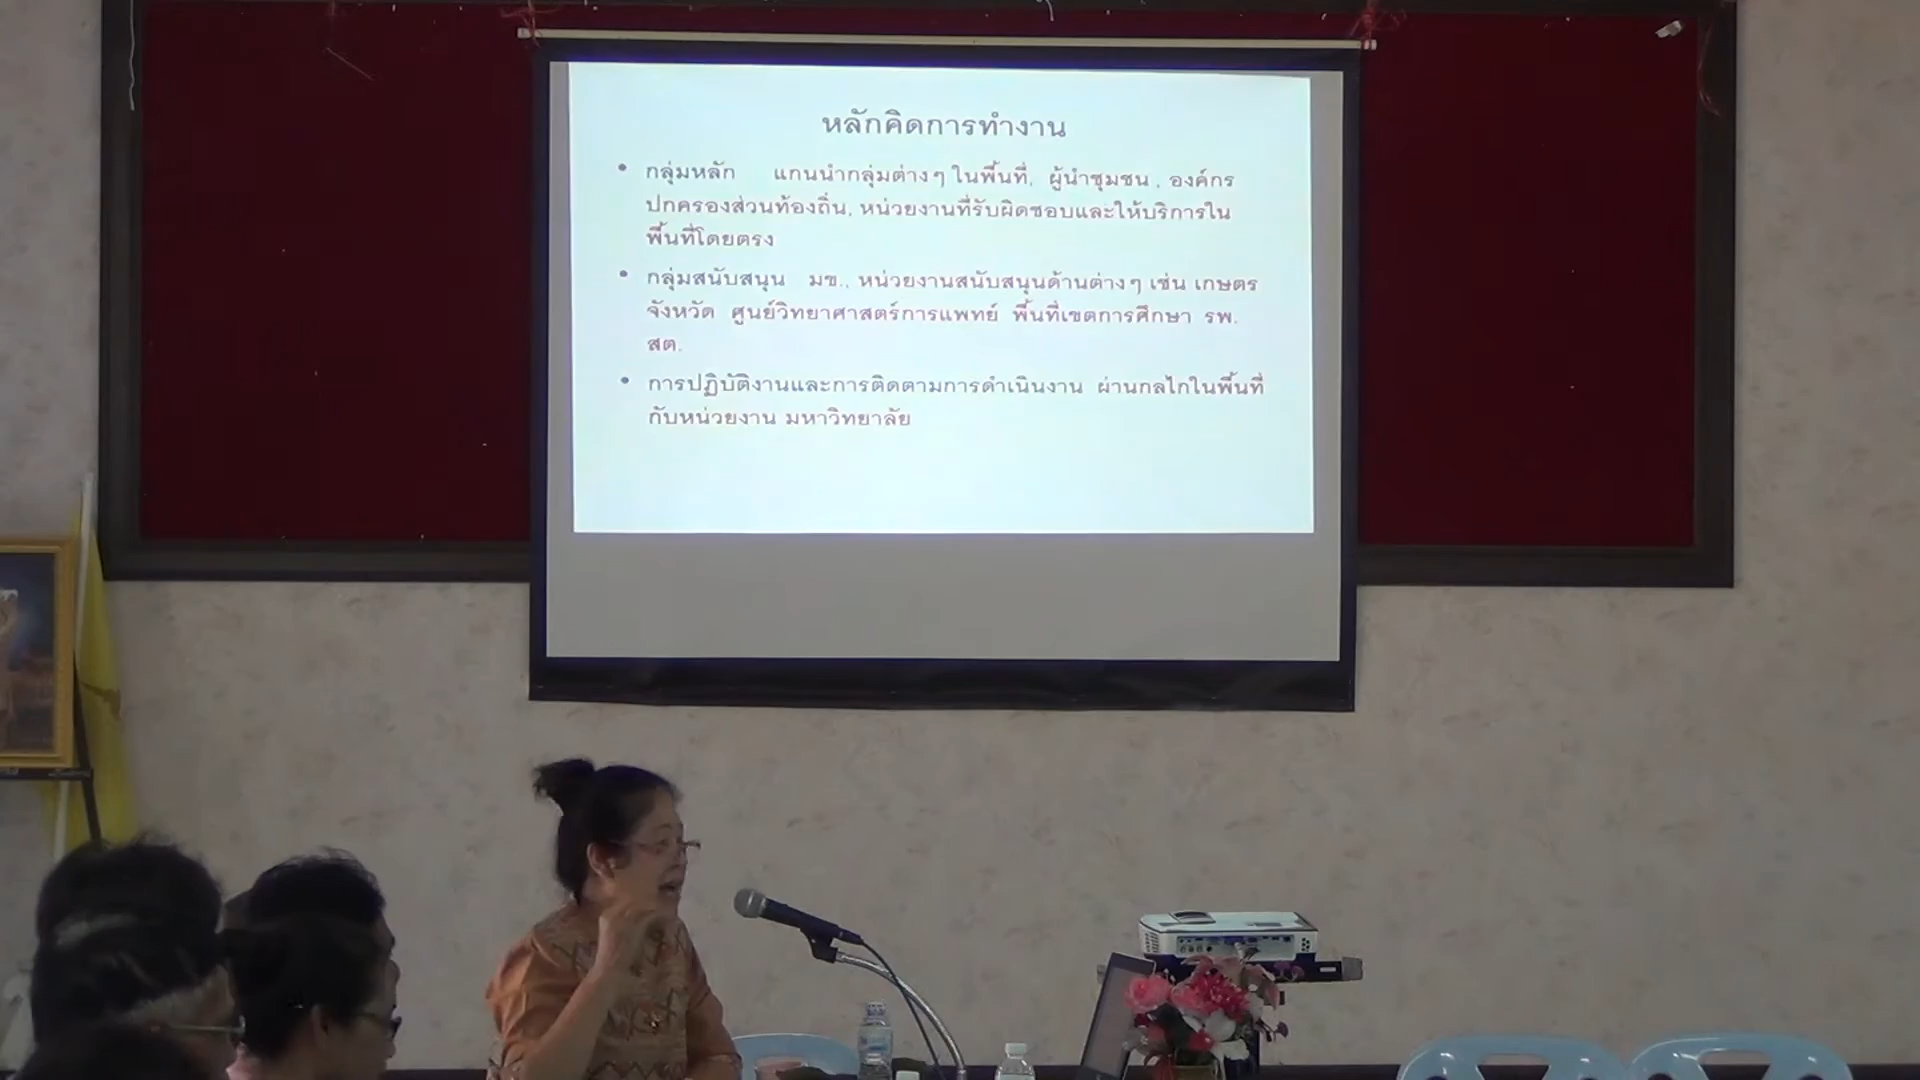 หลักคิดการทำงาน
• กลุ่มหลัก แกนนำกลุ่มต่างๆ ในพื้นที่, ผู้นำชุมชน , องค์กร
ปกครองส่วนท้องถิ่น, หน่วยงานที่รับผิดชอบและให้บริการใน
พื้นที่โดยตรง
• กลุ่มสนับสนุน มข., หน่วยงานสนับสนุนด้านต่างๆ เช่น เกษตร
จังหวัด ศูนย์วิทยาศาสตร์การแพทย์ พื้นที่เขตการศึกษา รพ.
สต.
• การปฏิบัติงานและการติดตามการดำเนินงาน ผ่านกลไกในพื้นที่
กับหน่วยงาน มหาวิทยาลัย